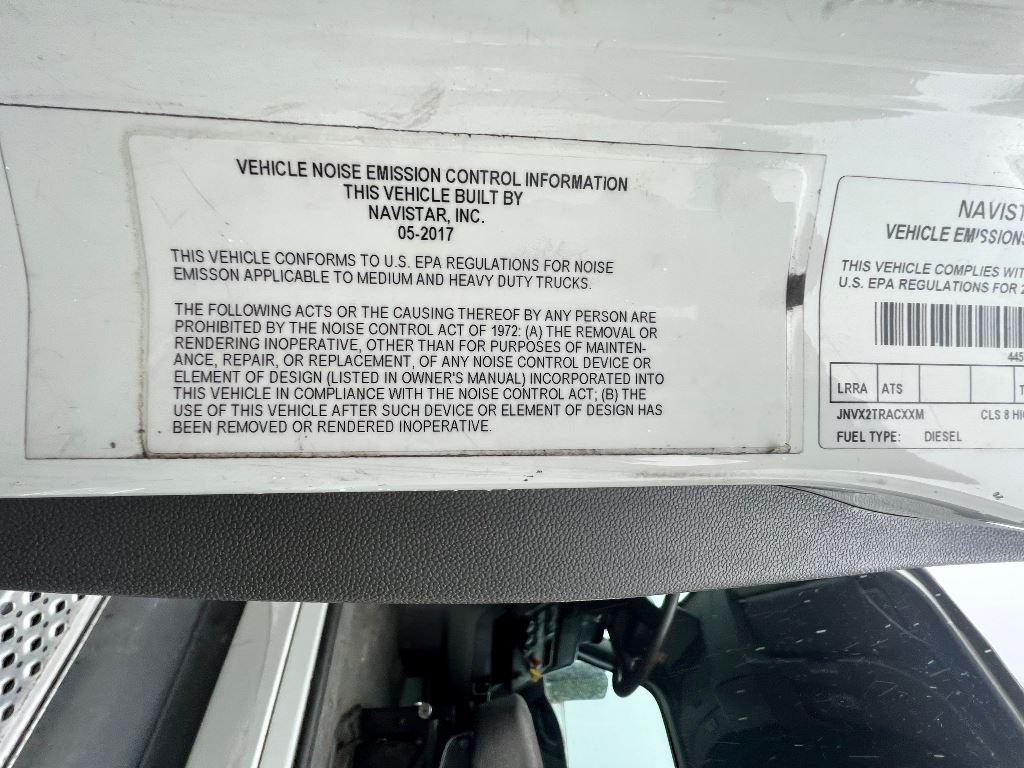 VEHICLE NOISE EMISSION CONTROL INFORMATION
THIS VEHICLE BUILT BY
NAVISTAR, INC.
05-2017
THIS VEHICLE CONFORMS TO U.S. EPA REGULATIONS FOR NOISE
EMISSON APPLICABLE TO MEDIUM AND HEAVY DUTY TRUCKS.
THE FOLLOWING ACTS OR THE CAUSING THEREOF BY ANY PERSON ARE
PROHIBITED BY THE NOISE CONTROL ACT OF 1972: (A) THE REMOVAL OR
RENDERING INOPERATIVE, OTHER THAN FOR PURPOSES OF MAINTEN-
ANCE, REPAIR, OR REPLACEMENT, OF ANY NOISE CONTROL DEVICE OR
ELEMENT OF DESIGN (LISTED IN OWNER'S MANUAL) INCORPORATED INTO
THIS VEHICLE IN COMPLIANCE WITH THE NOISE CONTROL ACT; (B) THE
USE OF THIS VEHICLE AFTER SUCH DEVICE OR ELEMENT OF DESIGN HAS
BEEN REMOVED OR RENDERED INOPERATIVE.
NAVIST
VEHICLE EMISSIONS
THIS VEHICLE COMPLIES WIT
U.S. EPA REGULATIONS FOR 2
445
LRRA ATS T
JNVX2TRACXXM CLS 8 HI
FUEL TYPE: DIESEL